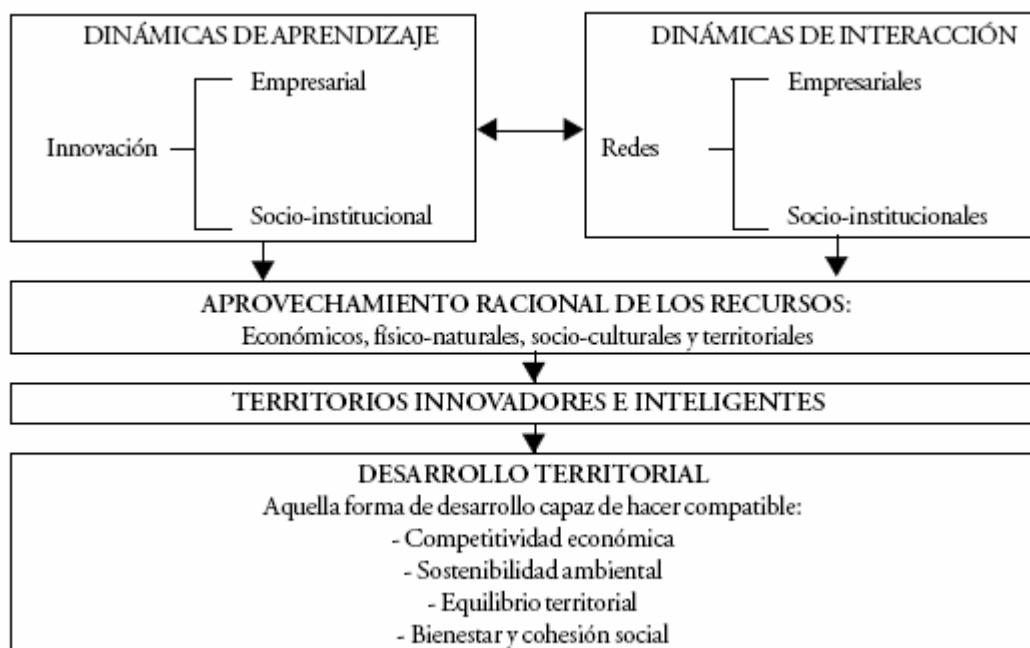 DINÁMICAS DE APRENDIZAJE
Empresarial
Innovación
Socio-institucional
DINÁMICAS DE INTERACCIÓN
Empresariales
Redes
Socio-institucionales
APROVECHAMIENTO RACIONAL DE LOS RECURSOS:
Económicos, físico-naturales, socio-culturales y territoriales
TERRITORIOS INNOVADORES E INTELIGENTES
DESARROLLO TERRITORIAL
Aquella forma de desarrollo capaz de hacer compatible:
- Competitividad económica
- Sostenibilidad ambiental
- Equilibrio territorial
- Bienestar y cohesión social